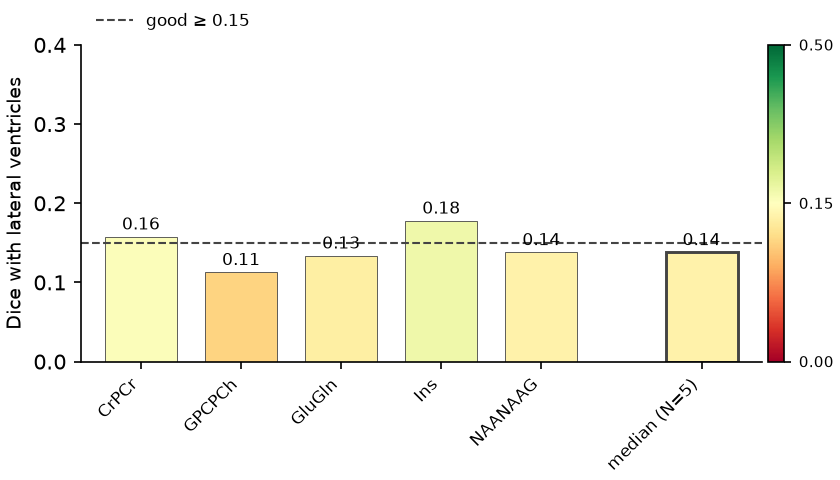 good ≥ 0.15
Dice with lateral ventricles
0.4
0.3
0.2
0.1
0.0
0.16
0.11
0.13
0.18
0.14
0.14
CrPCr
GPCPCh
GluGln
Ins
NAANAAG
median (N=5)
0.50
0.15
0.00